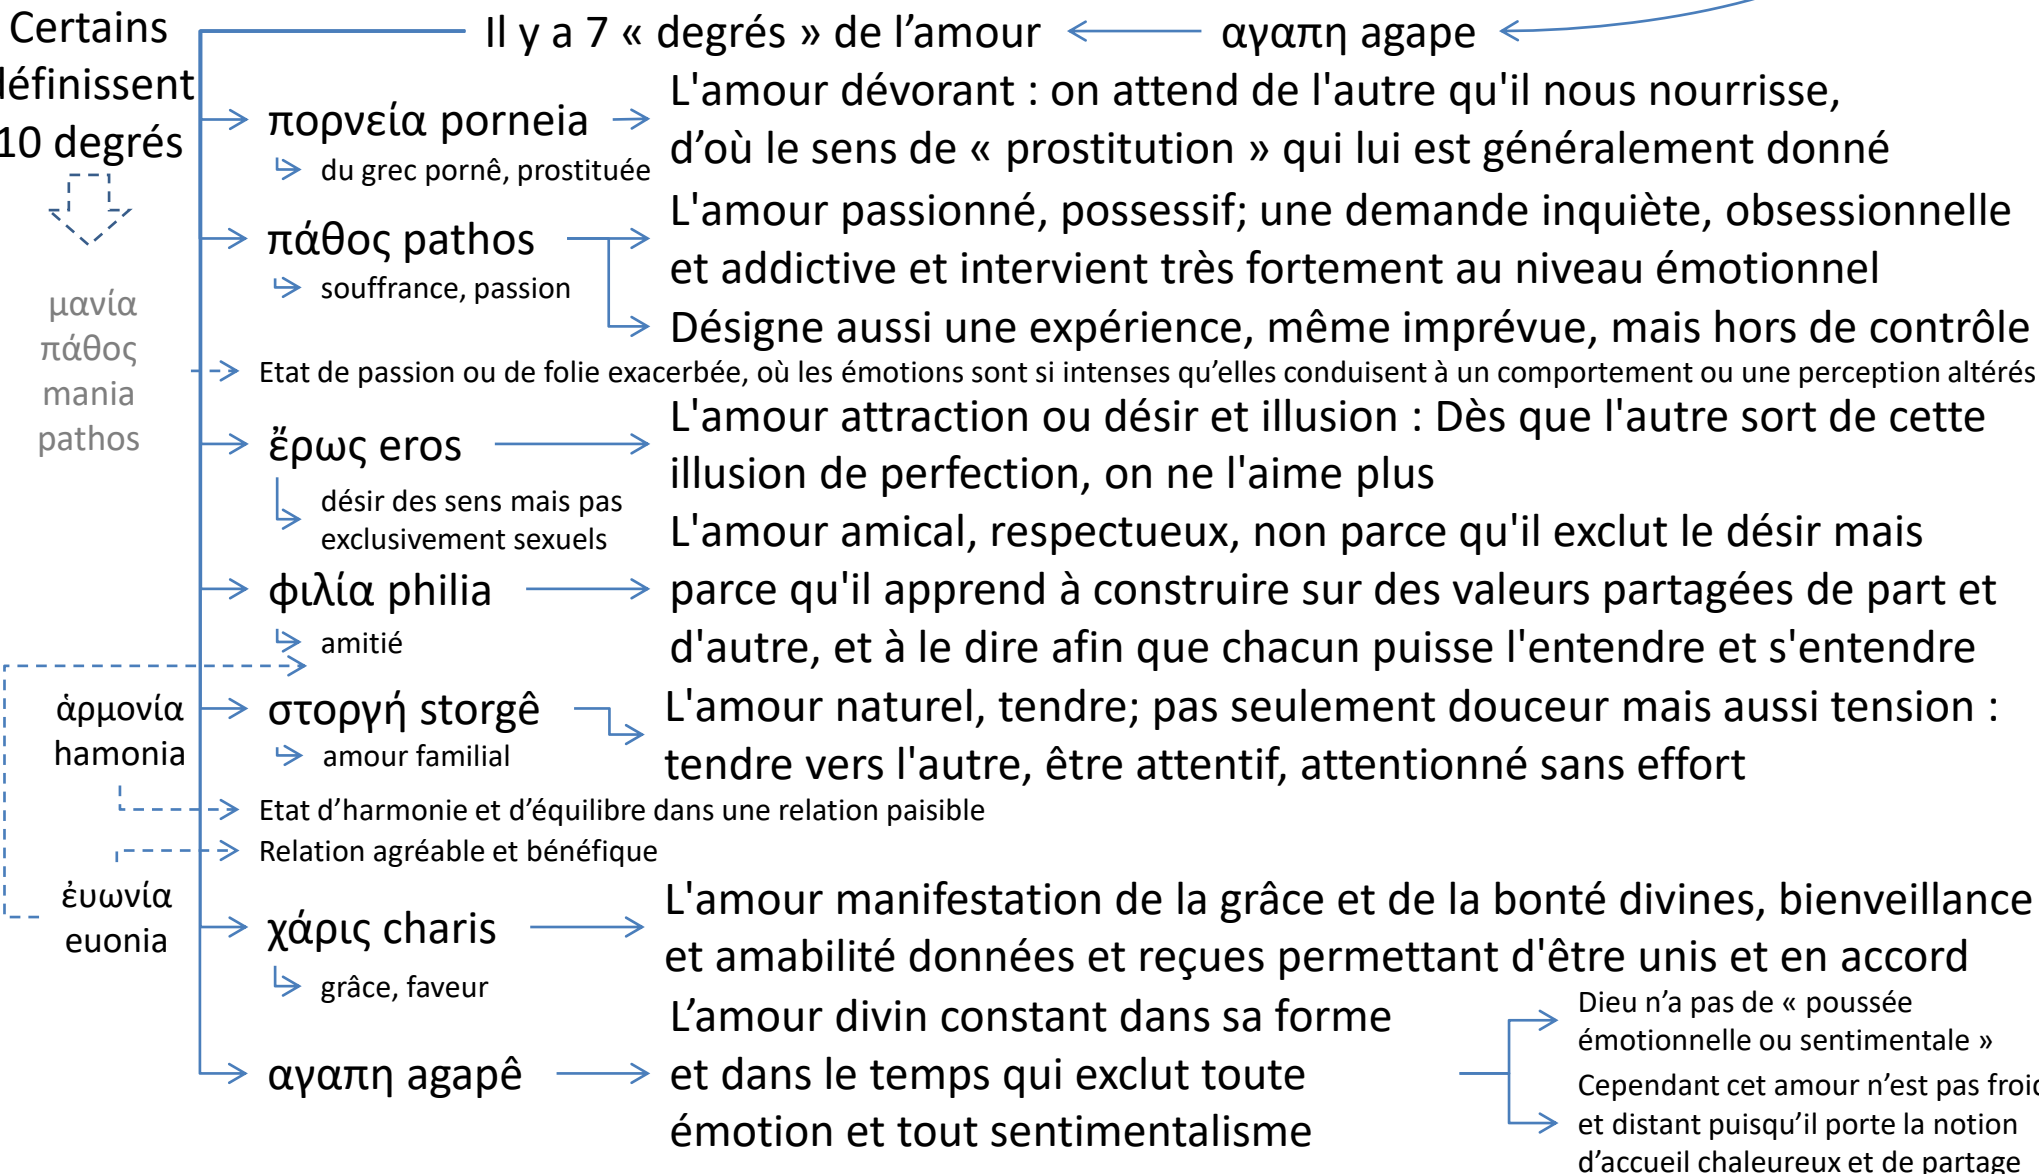 Certains
définissent
10 degrés
Il y a 7 « degrés » de l’amour
αγαπη agape
πορνεία porneia
du grec pornê, prostituée
L'amour dévorant : on attend de l'autre qu'il nous nourrisse,
d’où le sens de « prostitution » qui lui est généralement donné
πάθος pathos
souffrance, passion
L'amour passionné, possessif; une demande inquiète, obsessionnelle
et addictive et intervient très fortement au niveau émotionnel
Désigne aussi une expérience, même imprévue, mais hors de contrôle
μανία
πάθος
mania
pathos
Etat de passion ou de folie exacerbée, où les émotions sont si intenses qu’elles conduisent à un comportement ou une perception altérés
ἔρως eros
désir des sens mais pas
exclusivement sexuels
L'amour attraction ou désir et illusion : Dès que l'autre sort de cette
illusion de perfection, on ne l'aime plus
φιλία philia
amitié
L'amour amical, respectueux, non parce qu'il exclut le désir mais
parce qu'il apprend à construire sur des valeurs partagées de part et
d'autre, et à le dire afin que chacun puisse l'entendre et s'entendre
στοργή storgê
amour familial
L'amour naturel, tendre; pas seulement douceur mais aussi tension :
tendre vers l'autre, être attentif, attentionné sans effort
ἁρμονία
hamonia
Etat d’harmonie et d’équilibre dans une relation paisible
Relation agréable et bénéfique
ἐυωνία
euonia
χάρις charis
grâce, faveur
L'amour manifestation de la grâce et de la bonté divines, bienveillance
et amabilité données et reçues permettant d'être unis et en accord
αγαπη agapê
L’amour divin constant dans sa forme
et dans le temps qui exclut toute
émotion et tout sentimentalisme
Dieu n’a pas de « poussée
émotionnelle ou sentimentale »
Cependant cet amour n’est pas froid
et distant puisqu’il porte la notion
d’accueil chaleureux et de partage